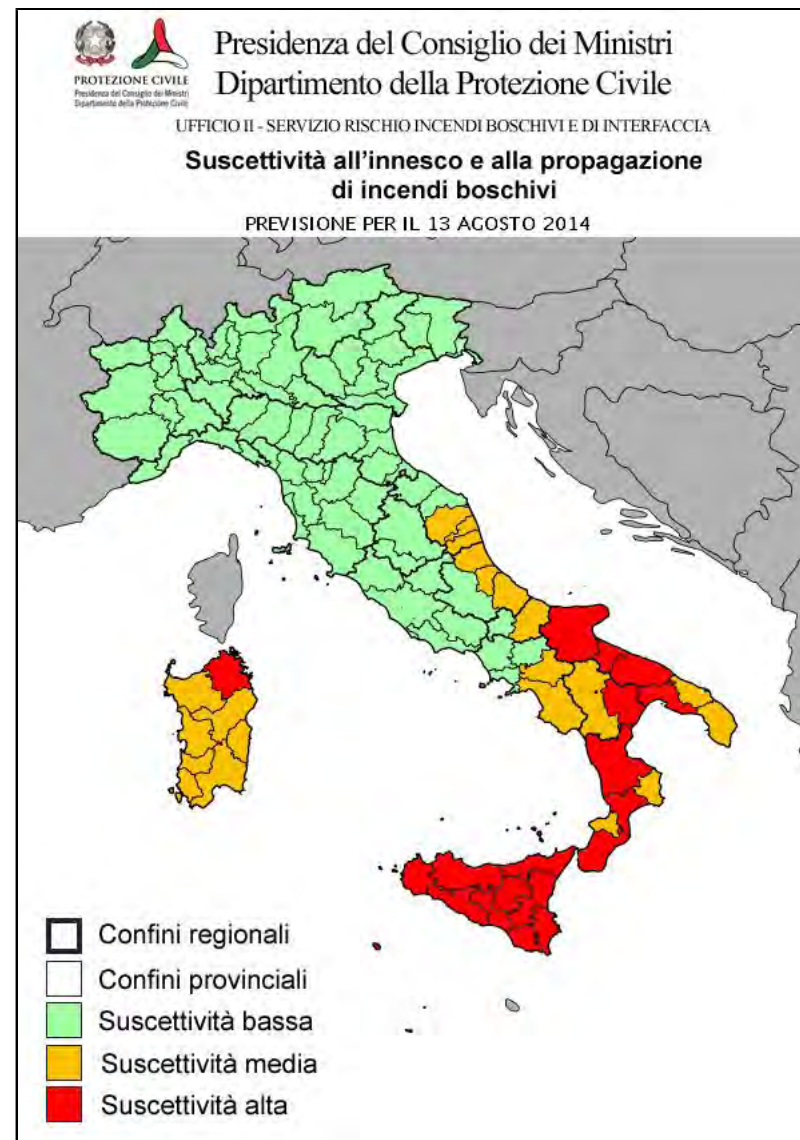 Presidenza del Consiglio dei Ministri
Dipartimento della Protezione Civile
PROTEZIONE CIVILE
Presidenza del Consiglio dei Ministri
Dipartimento della Protezione Civile
UFFICIO II - SERVIZIO RISCHIO INCENDI BOSCHIVI E DI INTERFACCIA
Suscettività all'innesco e alla propagazione
di incendi boschivi
PREVISIONE PER IL 13 AGOSTO 2014
Confini regionali
Confini provinciali
Suscettività bassa
Suscettività media
Suscettività alta